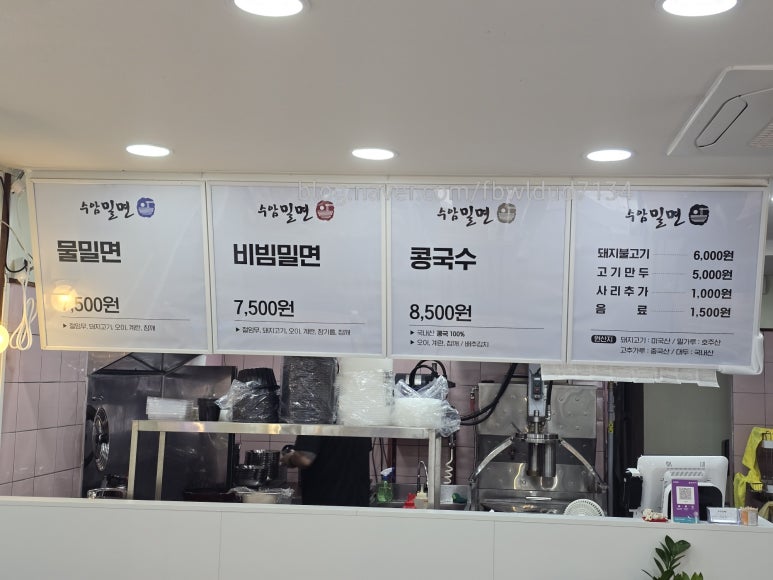 blog.naver.com/fbwldud7134
수암밀면
물밀면
7,500원
▶ 절임무, 돼지고기, 오이, 계란, 참깨
수암밀면
비빔밀면
7,500원
▶ 절임무, 돼지고기, 오이, 계란, 참기름, 참깨
수암밀면
콩국수
8,500원
▶ 국내산 콩국 100%
▶ 오이, 계란, 참깨 / 배추김치
수암밀면
돼지불고기 6,000원
고기만두 5,000원
사리추가 1,000원
음 료 1,500원
원산지 돼지고기 : 미국산 / 밀가루 : 호주산
고추가루 : 중국산 / 대두 : 국내산